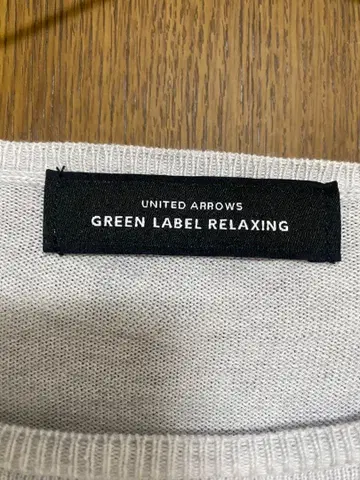 UNITED ARROWS
GREEN LABEL RELAXING